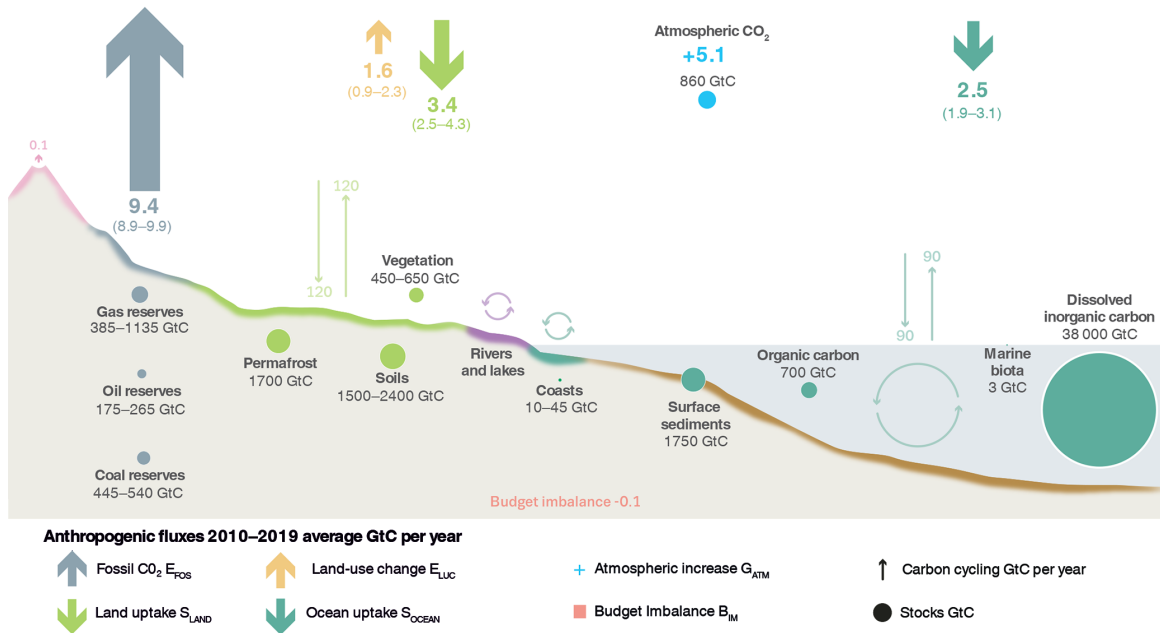 Atmospheric CO₂
+5.1
860 GtC
1.6
(0.9–2.3)
3.4
(2.5–4.3)
2.5
(1.9–3.1)
0.1
9.4
(8.9–9.9)
120
120
Vegetation
450–650 GtC
90
90
Gas reserves
385–1135 GtC
Oil reserves
175–265 GtC
Coal reserves
445–540 GtC
Permafrost
1700 GtC
Soils
1500–2400 GtC
Rivers
and lakes
Coasts
10–45 GtC
Surface
sediments
1750 GtC
Organic carbon
700 GtC
Marine
biota
3 GtC
Dissolved
inorganic carbon
38 000 GtC
Budget imbalance -0.1
Anthropogenic fluxes 2010–2019 average GtC per year
Fossil C0₂ E_FOS
Land-use change E_LUC
Atmospheric increase G_ATM
Carbon cycling GtC per year
Land uptake S_LAND
Ocean uptake S_OCEAN
Budget Imbalance B_IM
Stocks GtC